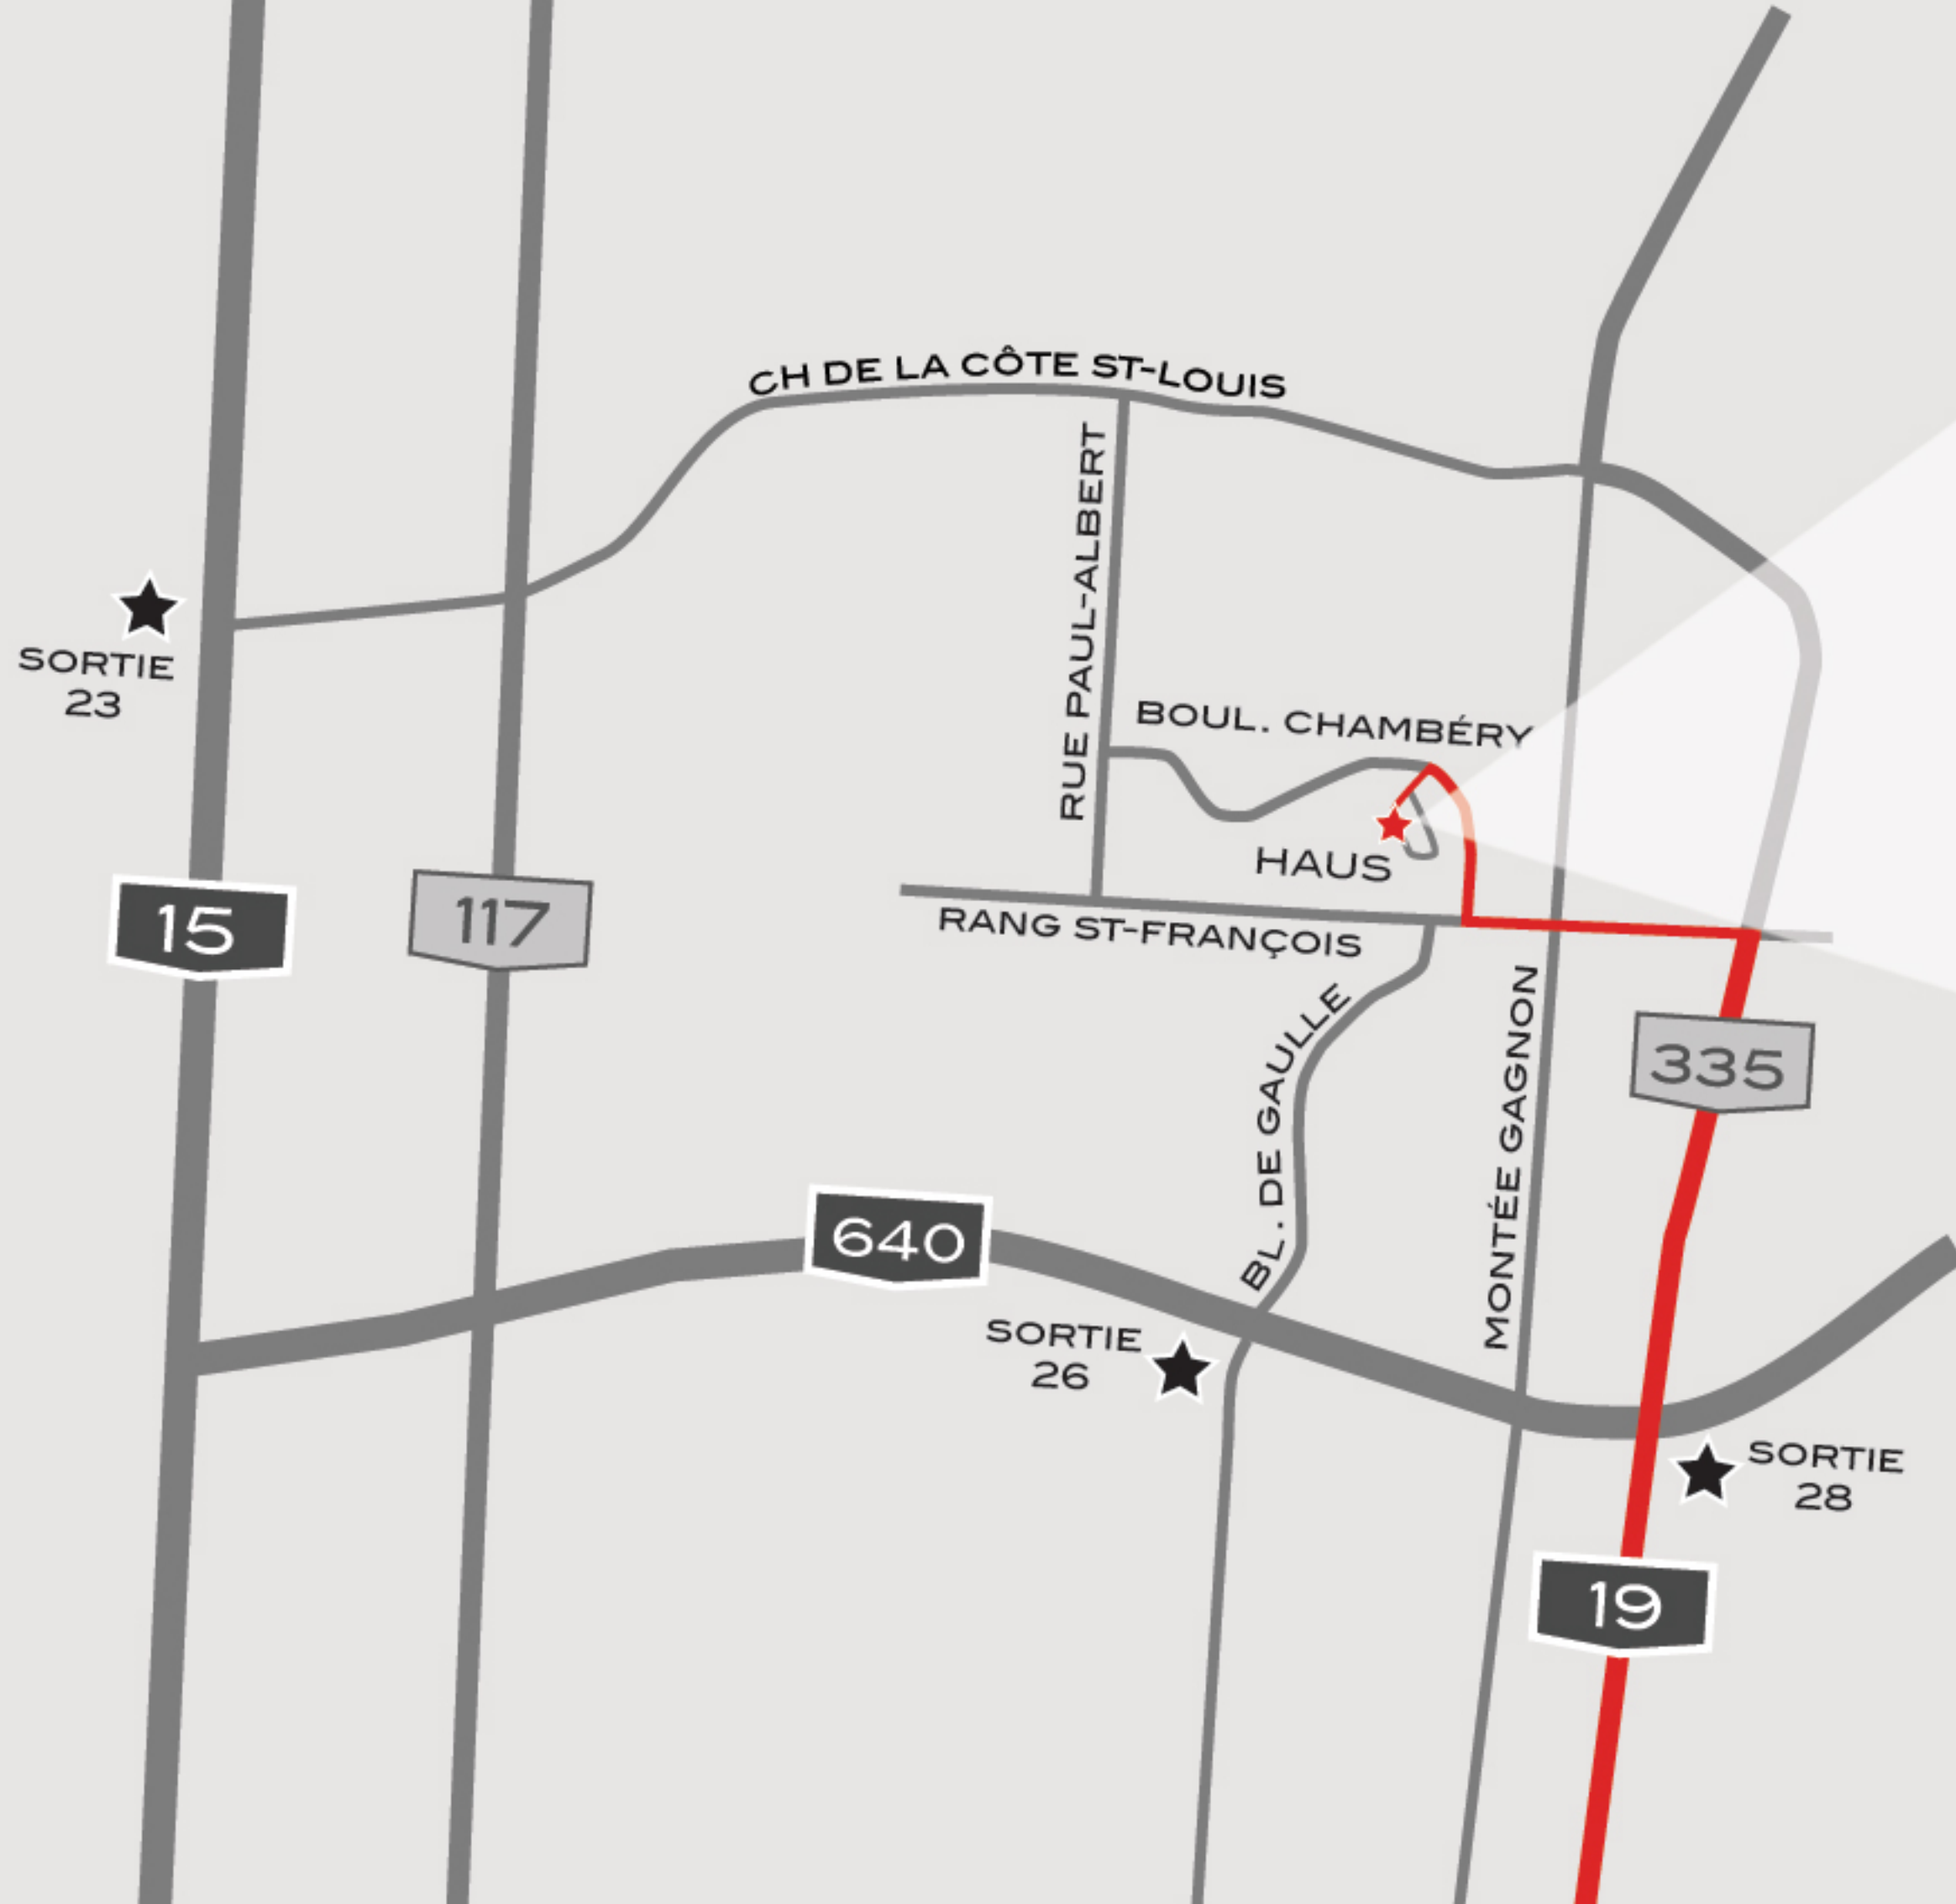 CH DE LA CÔTE ST-LOUIS
RUE PAUL-ALBERT
SORTIE
23
BOUL. CHAMBÉRY
HAUS
15
117
RANG ST-FRANÇOIS
BL. DE GAULLE
MONTÉE GAGNON
335
640
SORTIE
26
SORTIE
28
19